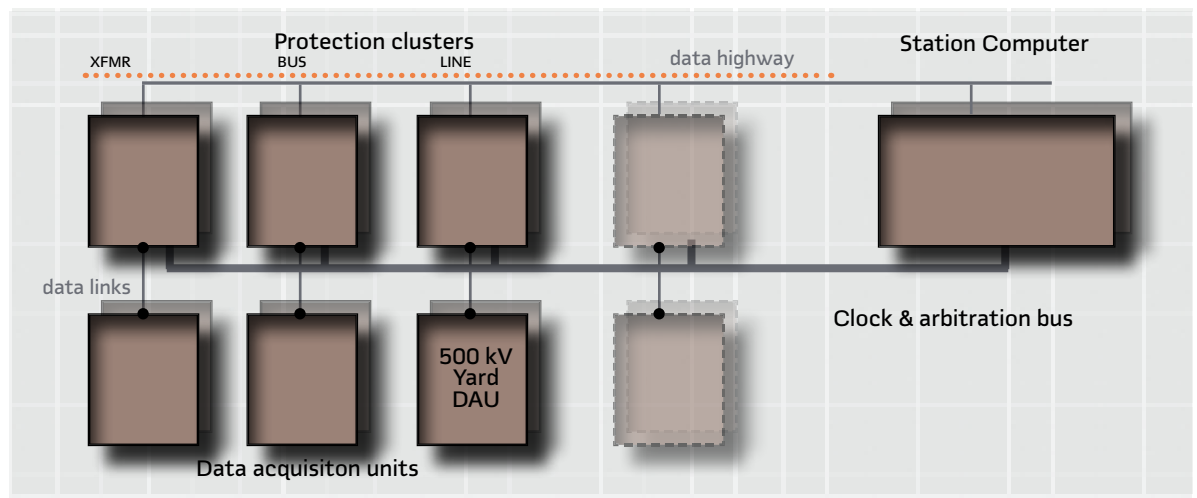 Protection clusters
Station Computer
XFMR
BUS
LINE
data highway
data links
Clock & arbitration bus
500 kV
Yard
DAU
Data acquisiton units